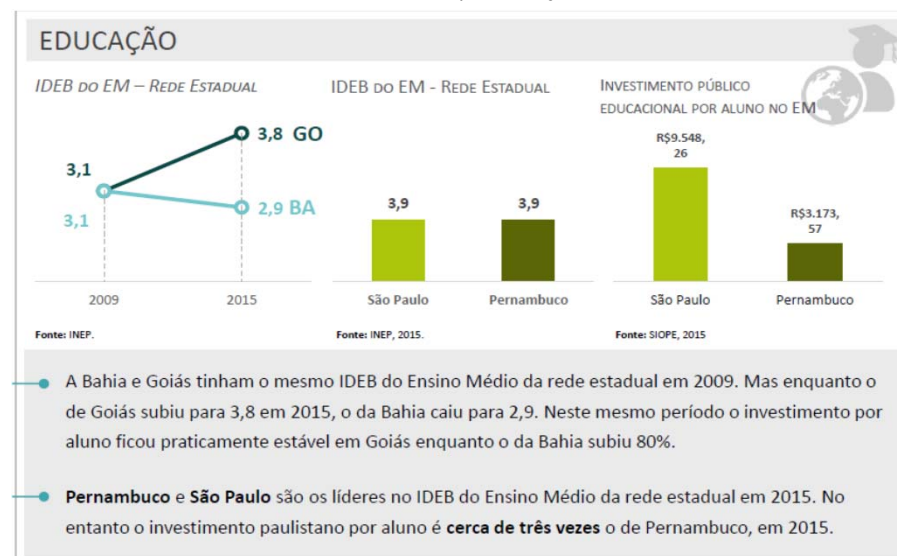 EDUCAÇÃO
IDEB DO EM – REDE ESTADUAL
3,8 GO
3,1
3,1
2,9 BA
2009 2015
Fonte: INEP.
IDEB DO EM - REDE ESTADUAL
3,9 3,9
São Paulo Pernambuco
Fonte: INEP, 2015.
INVESTIMENTO PÚBLICO
EDUCACIONAL POR ALUNO NO EM
R$9.548,
26
R$3.173,
57
São Paulo Pernambuco
Fonte: SIOPE, 2015
A Bahia e Goiás tinham o mesmo IDEB do Ensino Médio da rede estadual em 2009. Mas enquanto o
de Goiás subiu para 3,8 em 2015, o da Bahia caiu para 2,9. Neste mesmo período o investimento por
aluno ficou praticamente estável em Goiás enquanto o da Bahia subiu 80%.
Pernambuco e São Paulo são os líderes no IDEB do Ensino Médio da rede estadual em 2015. No
entanto o investimento paulistano por aluno é cerca de três vezes o de Pernambuco, em 2015.